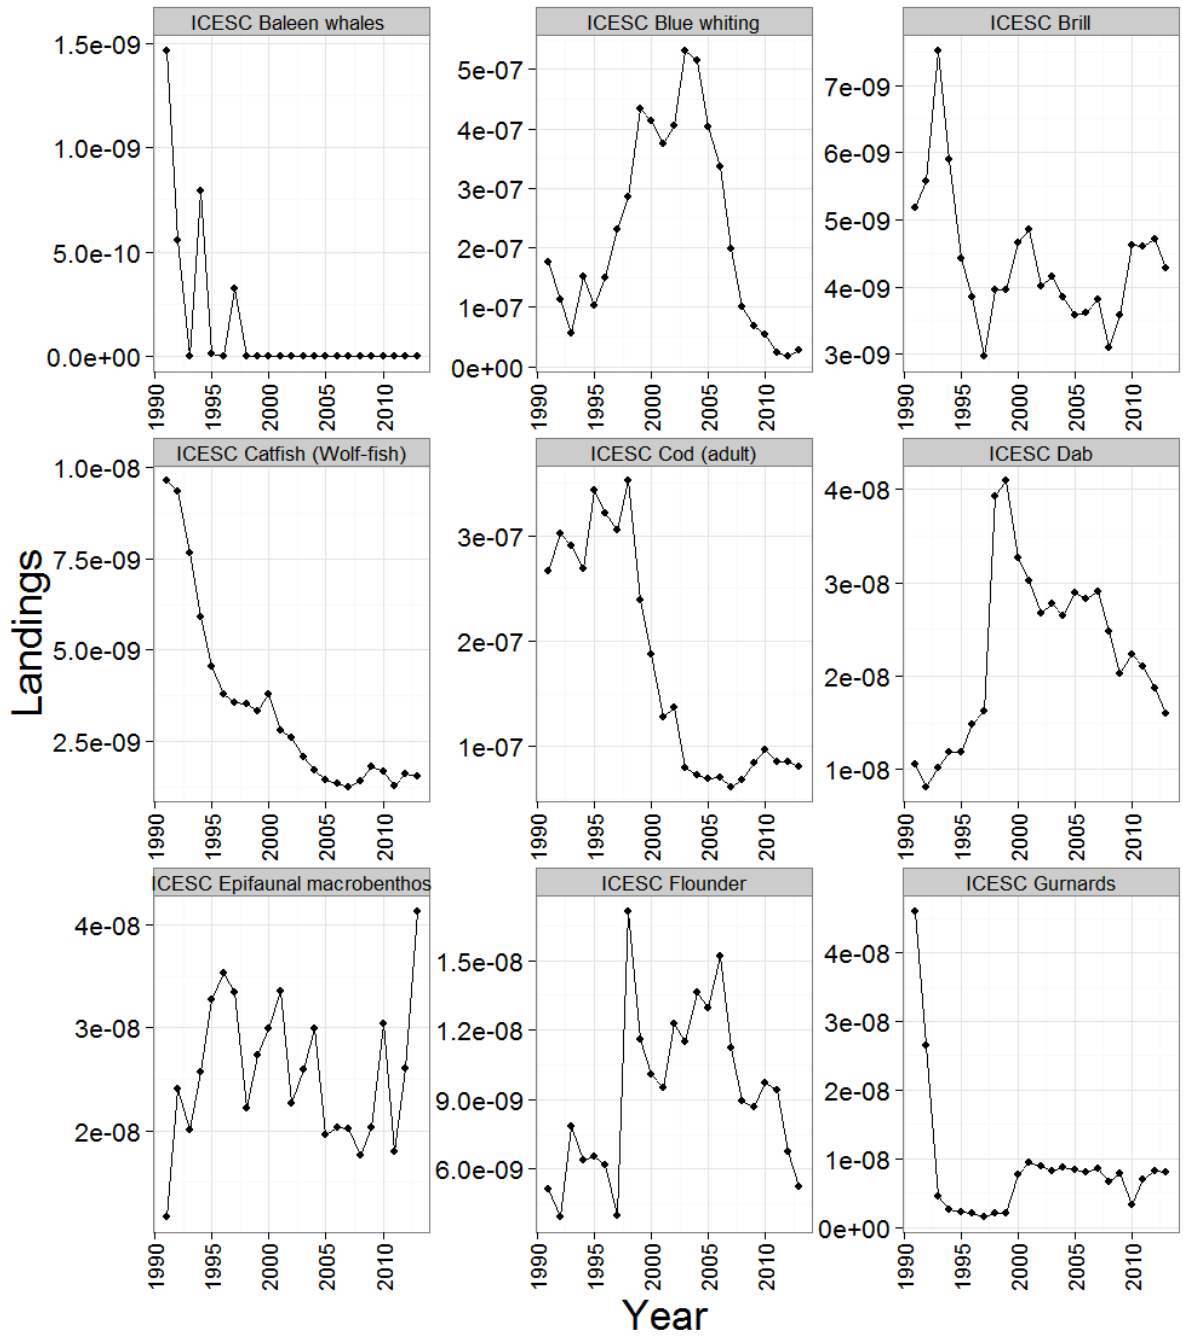 ICESC Baleen whales
ICESC Blue whiting
ICESC Brill
1.5e-09
1.0e-09
5.0e-10
0.0e+00
5e-07
4e-07
3e-07
2e-07
1e-07
0e+00
7e-09
6e-09
5e-09
4e-09
3e-09
1990 1995 2000 2005 2010
1990 1995 2000 2005 2010
1990 1995 2000 2005 2010
ICESC Catfish (Wolf-fish)
ICESC Cod (adult)
ICESC Dab
Landings
1.0e-08
7.5e-09
5.0e-09
2.5e-09
3e-07
2e-07
1e-07
4e-08
3e-08
2e-08
1e-08
1990 1995 2000 2005 2010
1990 1995 2000 2005 2010
1990 1995 2000 2005 2010
ICESC Epifaunal macrobenthos
ICESC Flounder
ICESC Gurnards
4e-08
3e-08
2e-08
1.5e-08
1.2e-08
9.0e-09
6.0e-09
4e-08
3e-08
2e-08
1e-08
0e+00
1990 1995 2000 2005 2010
1990 1995 2000 2005 2010
1990 1995 2000 2005 2010
Year